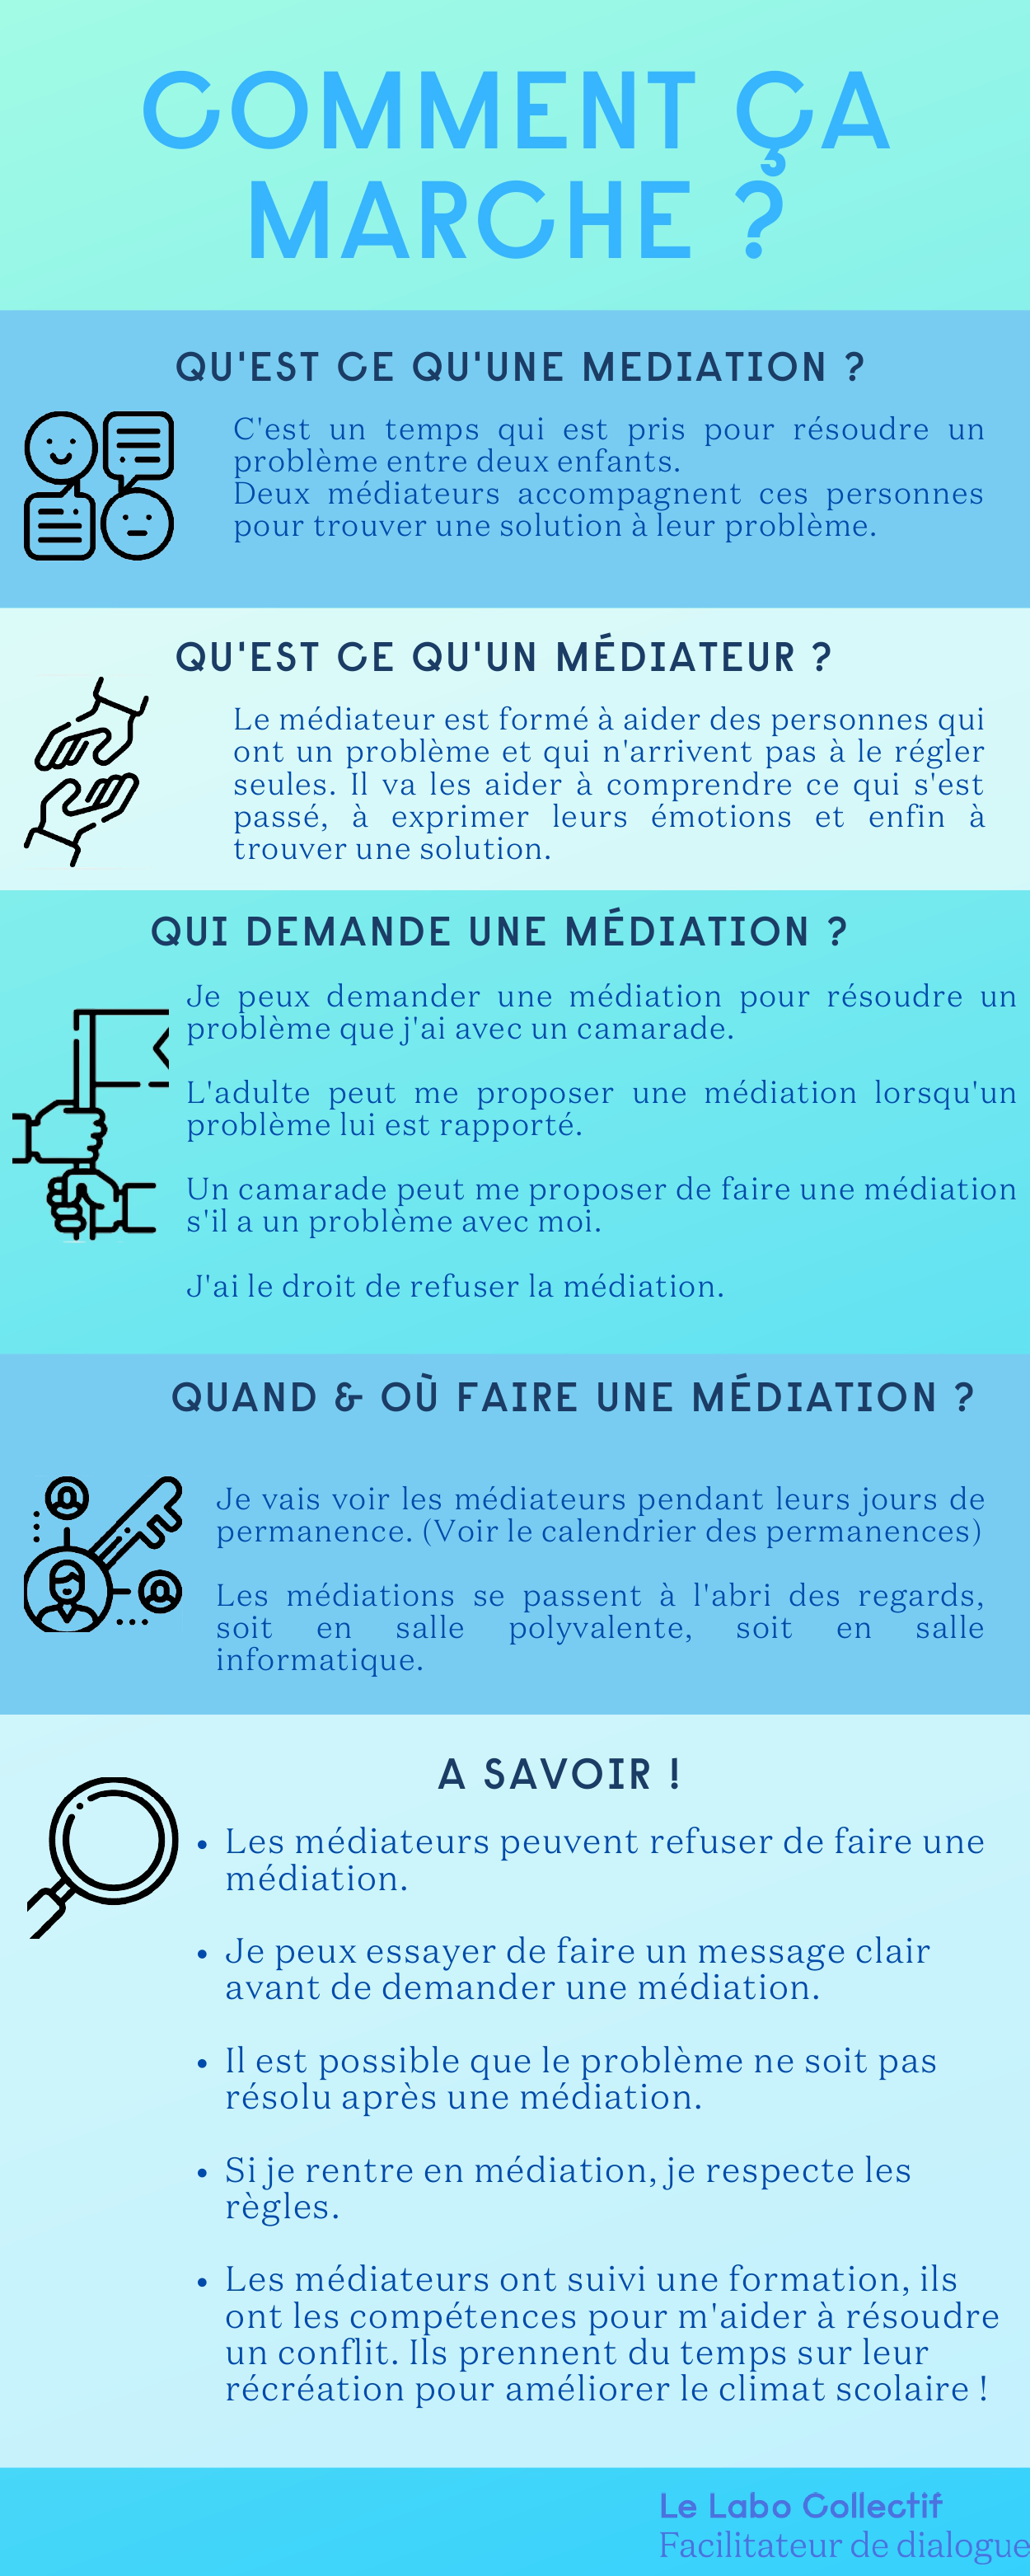 COMMENT ÇA
MARCHE ?
QU'EST CE QU'UNE MEDIATION ?
C'est un temps qui est pris pour résoudre un
problème entre deux enfants.
Deux médiateurs accompagnent ces personnes
pour trouver une solution à leur problème.
QU'EST CE QU'UN MÉDIATEUR ?
Le médiateur est formé à aider des personnes qui
ont un problème et qui n'arrivent pas à le régler
seules. Il va les aider à comprendre ce qui s'est
passé, à exprimer leurs émotions et enfin à
trouver une solution.
QUI DEMANDE UNE MÉDIATION ?
Je peux demander une médiation pour résoudre un
problème que j'ai avec un camarade.
L'adulte peut me proposer une médiation lorsqu'un
problème lui est rapporté.
Un camarade peut me proposer de faire une médiation
s'il a un problème avec moi.
J'ai le droit de refuser la médiation.
QUAND & OÙ FAIRE UNE MÉDIATION ?
Je vais voir les médiateurs pendant leurs jours de
permanence. (Voir le calendrier des permanences)
Les médiations se passent à l'abri des regards,
soit en salle polyvalente, soit en salle
informatique.
A SAVOIR !
• Les médiateurs peuvent refuser de faire une
médiation.
• Je peux essayer de faire un message clair
avant de demander une médiation.
• Il est possible que le problème ne soit pas
résolu après une médiation.
• Si je rentre en médiation, je respecte les
règles.
• Les médiateurs ont suivi une formation, ils
ont les compétences pour m'aider à résoudre
un conflit. Ils prennent du temps sur leur
récréation pour améliorer le climat scolaire !
Le Labo Collectif
Facilitateur de dialogue